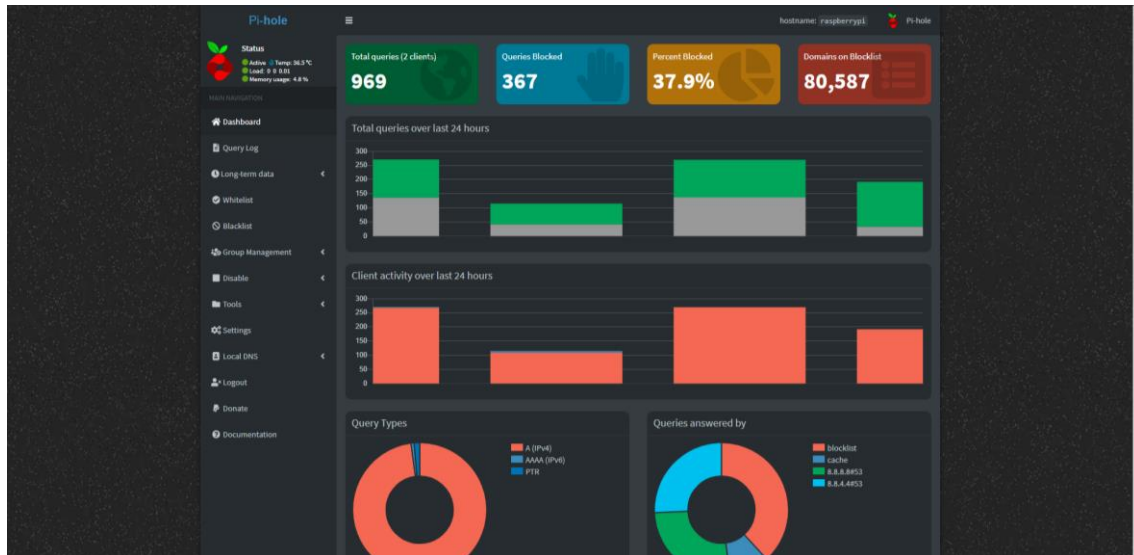 Pi-hole
hostname: raspberrypi
Pi-hole
Status
Active Temp: 36.5 °C
Load: 0 0 0.01
Memory usage: 4.8 %
MAIN NAVIGATION
Dashboard
Query Log
Long-term data
Whitelist
Blacklist
Group Management
Disable
Tools
Settings
Local DNS
Logout
Donate
Documentation
Total queries (2 clients)
969
Queries Blocked
367
Percent Blocked
37.9%
Domains on Blocklist
80,587
Total queries over last 24 hours
300
250
200
150
100
50
0
Client activity over last 24 hours
300
250
200
150
100
50
0
Query Types
A (IPv4)
AAAA (IPv6)
PTR
Queries answered by
blocklist
cache
8.8.8.8#53
8.8.4.4#53